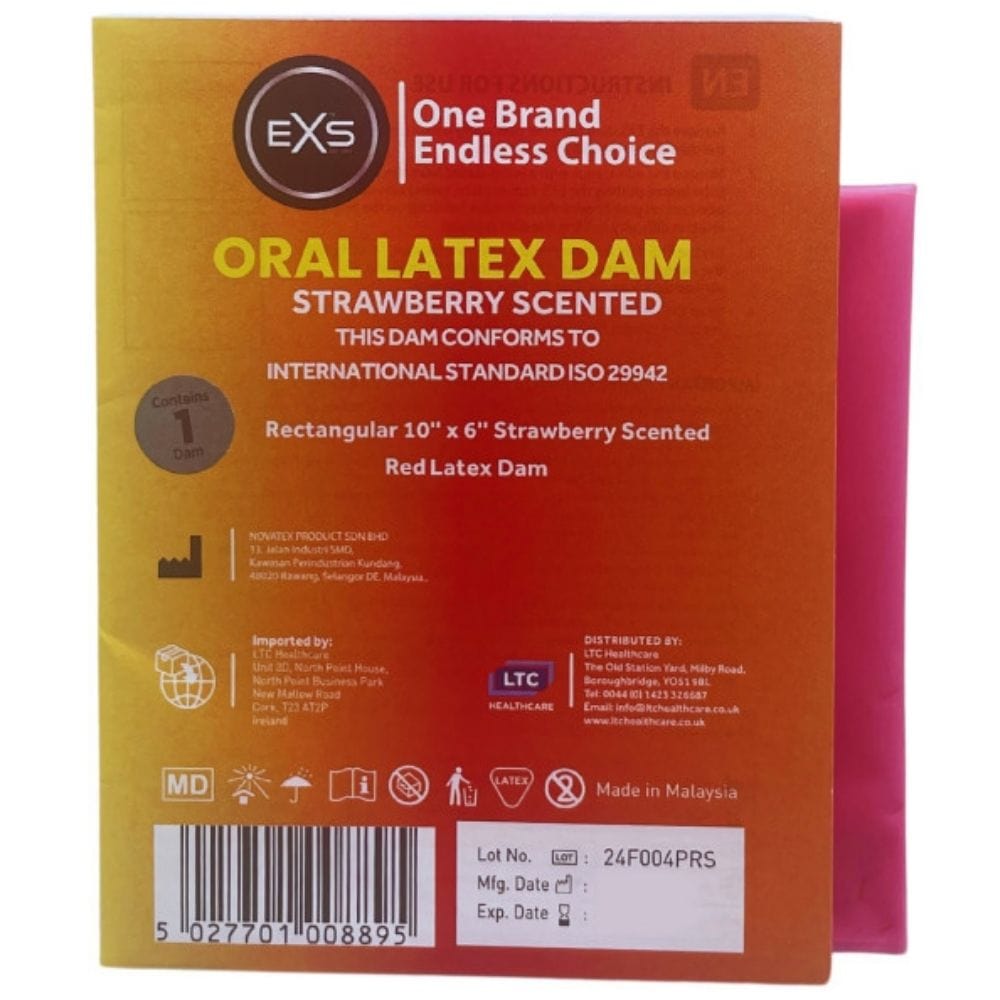 EXS
One Brand
Endless Choice
EN INSTRUCTIONS FOR USE
ORAL LATEX DAM
STRAWBERRY SCENTED
THIS DAM CONFORMS TO
INTERNATIONAL STANDARD ISO 29942
Contains
1
Dam
Rectangular 10" x 6" Strawberry Scented
Red Latex Dam
NOVATEX PRODUCT SDN BHD
13, Jalan Industri SMD,
Kawasan Perindustrian Kundang,
48020 Rawang, Selangor DE, Malaysia.
Imported by:
LTC Healthcare
Unit 2D, North Point House,
North Point Business Park
New Mallow Road
Cork, T23 AT2P
Ireland
LTC
HEALTHCARE
DISTRIBUTED BY:
LTC Healthcare
The Old Station Yard, Milby Road,
Boroughbridge, YO51 9BL
Tel: 0044 (0) 1423 326687
Email: info@ltchealthcare.co.uk
www.ltchealthcare.co.uk
MD
LATEX
2
Made in Malaysia
5 027701 008895
Lot No. LOT : 24F004PRS
Mfg. Date :
Exp. Date :